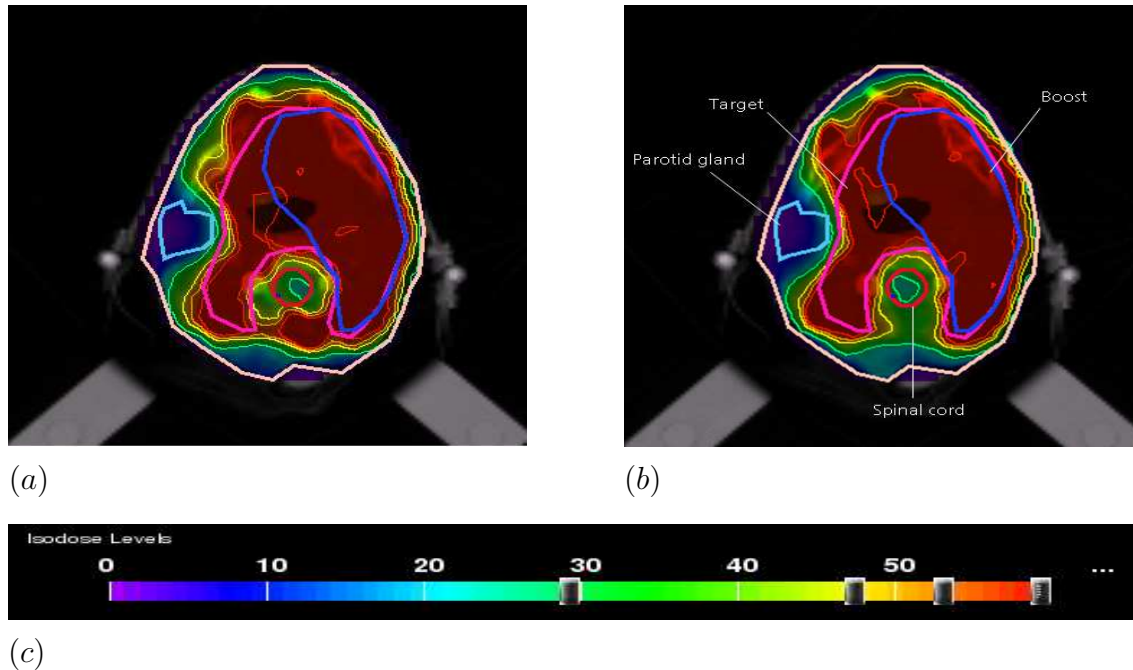 Target
Boost
Parotid gland
Spinal cord
(a)
(b)
Isodose Levels
0 10 20 30 40 50 ...
(c)